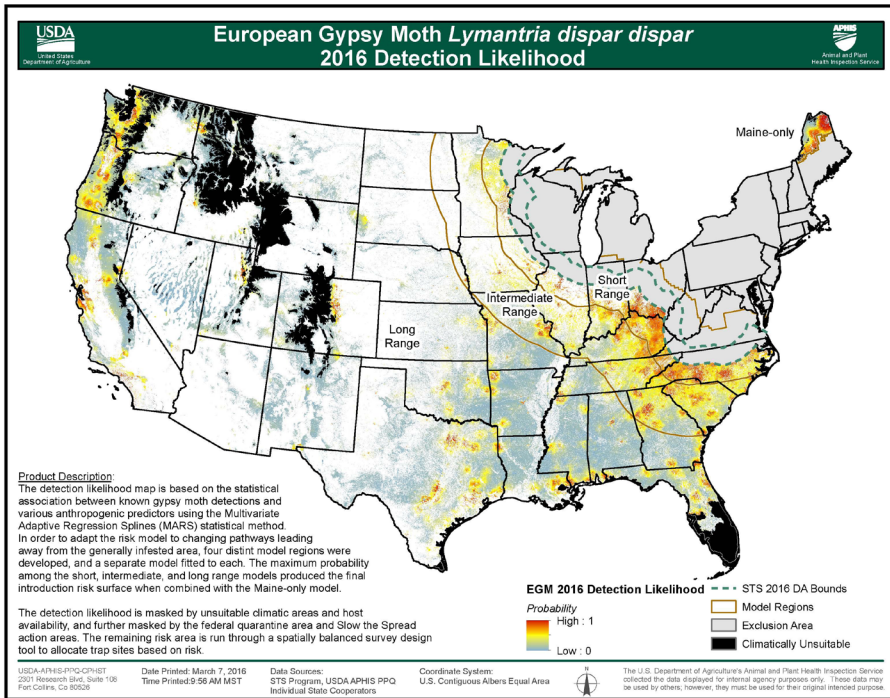 USDA
United States
Department of Agriculture
European Gypsy Moth Lymantria dispar dispar
2016 Detection Likelihood
APHIS
Animal and Plant
Health Inspection Service
Maine-only
Short
Range
Intermediate
Range
Long
Range
Product Description:
The detection likelihood map is based on the statistical
association between known gypsy moth detections and
various anthropogenic predictors using the Multivariate
Adaptive Regression Splines (MARS) statistical method.
In order to adapt the risk model to changing pathways leading
away from the generally infested area, four distint model regions were
developed, and a separate model fitted to each. The maximum probability
among the short, intermediate, and long range models produced the final
introduction risk surface when combined with the Maine-only model.
The detection likelihood is masked by unsuitable climatic areas and host
availability, and further masked by the federal quarantine area and Slow the Spread
action areas. The remaining risk area is run through a spatially balanced survey design
tool to allocate trap sites based on risk.
EGM 2016 Detection Likelihood
Probability
High : 1
Low : 0
STS 2016 DA Bounds
Model Regions
Exclusion Area
Climatically Unsuitable
USDA-APHIS-PPQ-CPHST
2301 Research Blvd, Suite 108
Fort Collins, Co 80526
Date Printed: March 7, 2016
Time Printed:9:56 AM MST
Data Sources:
STS Program, USDA APHIS PPQ
Individual State Cooperators
Coordinate System:
U.S. Contiguous Albers Equal Area
N
The U.S. Department of Agriculture's Animal and Plant Health Inspection Service
collected the data displayed for internal agency purposes only. These data may
be used by others; however, they must be used for their original intended purpose.